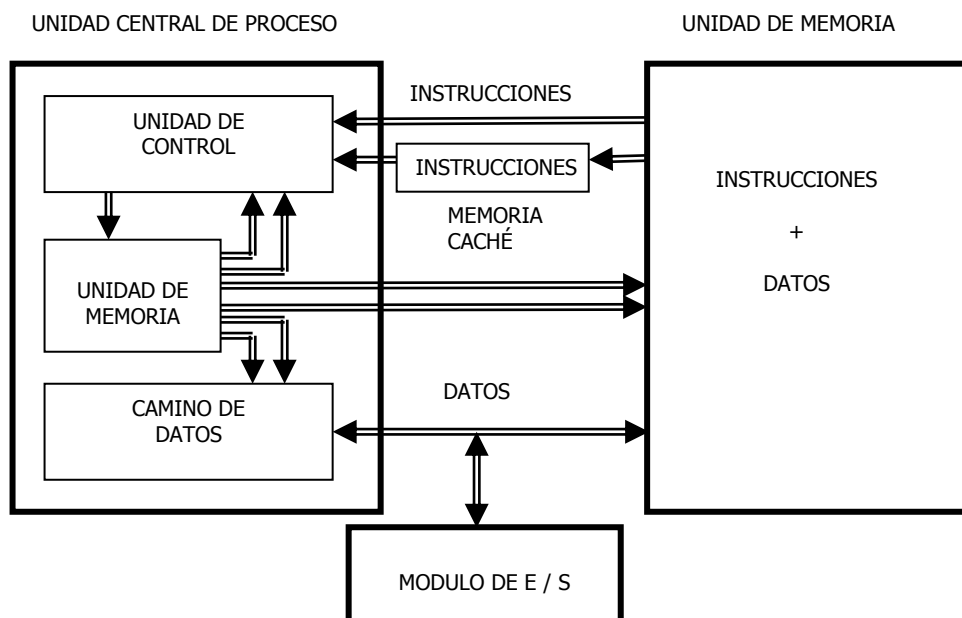 UNIDAD CENTRAL DE PROCESO
UNIDAD DE MEMORIA
UNIDAD DE
CONTROL
INSTRUCCIONES
INSTRUCCIONES
MEMORIA
CACHÉ
INSTRUCCIONES
+
DATOS
UNIDAD DE
MEMORIA
CAMINO DE
DATOS
DATOS
MODULO DE E / S